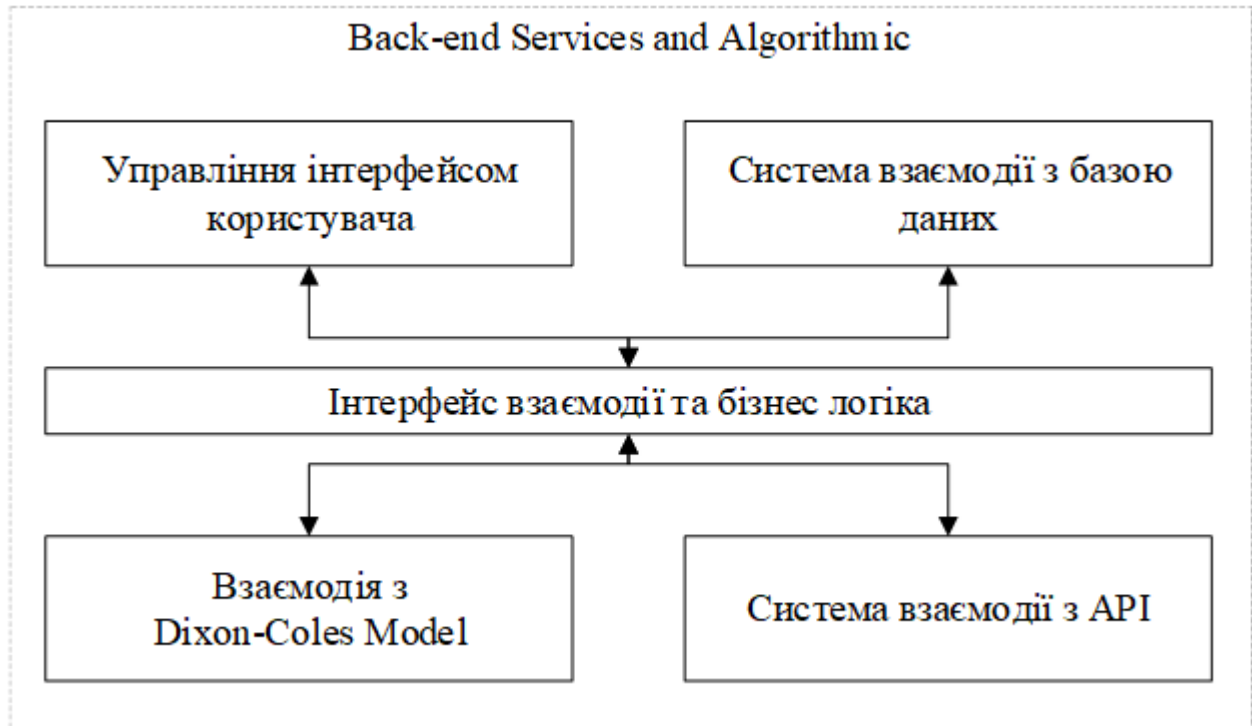 Back-end Services and Algorithmic
Управління інтерфейсом
користувача
Система взаємодії з базою
даних
Інтерфейс взаємодії та бізнес логіка
Взаємодія з
Dixon-Coles Model
Система взаємодії з API